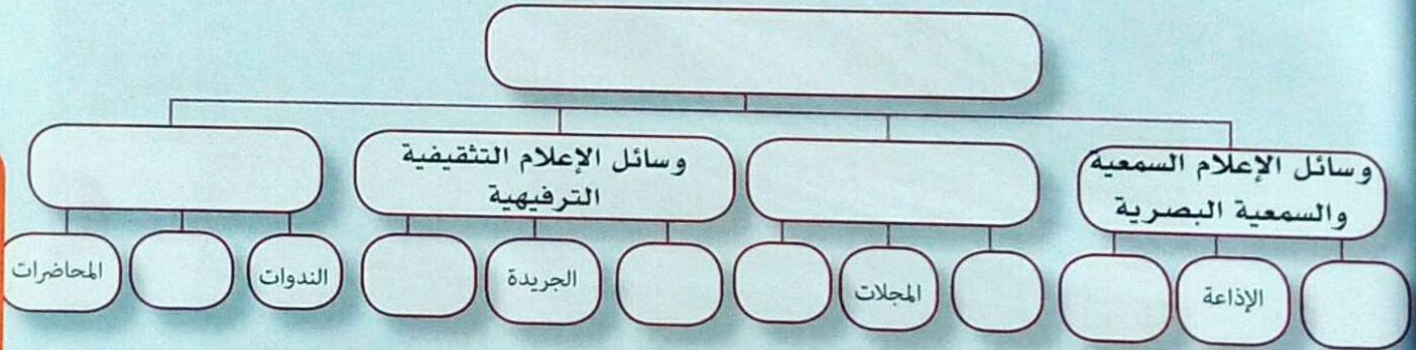 وسائل الإعلام السمعية
والسمعية البصرية
وسائل الإعلام التثقيفية
الترفيهية
الإذاعة
المجلات
الجريدة
الندوات
المحاضرات